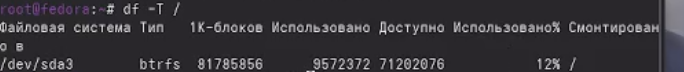 root@fedora:~# df -T /
Файловая система Тип   1K-блоков Использовано Доступно Использовано% Смонтирован
о в
/dev/sda3        btrfs  81785856      9572372 71202076           12% /